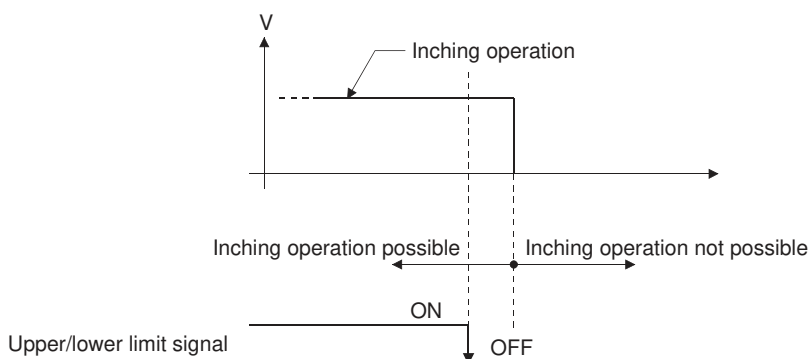 V
Inching operation
Inching operation possible
Inching operation not possible
ON
Upper/lower limit signal
OFF